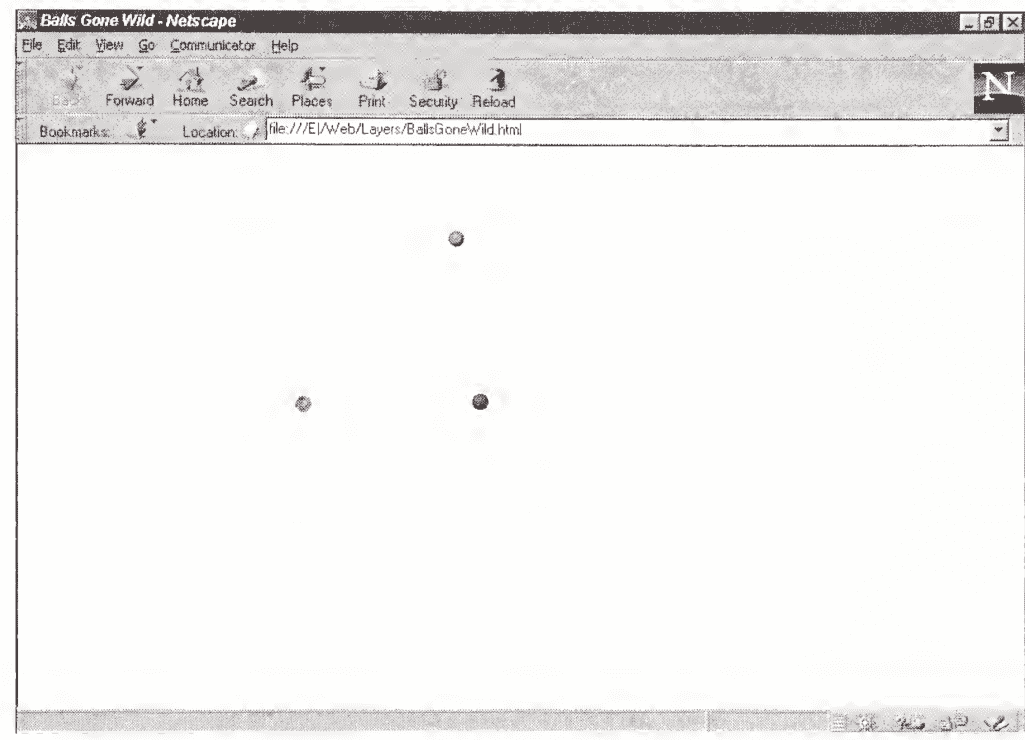 Balls Gone Wild - Netscape
File Edit View Go Communicator Help
Back Forward Home Search Places Print Security Reload
N
Bookmarks: Location: file:///E|/Web/Layers/BallsGoneWild.html